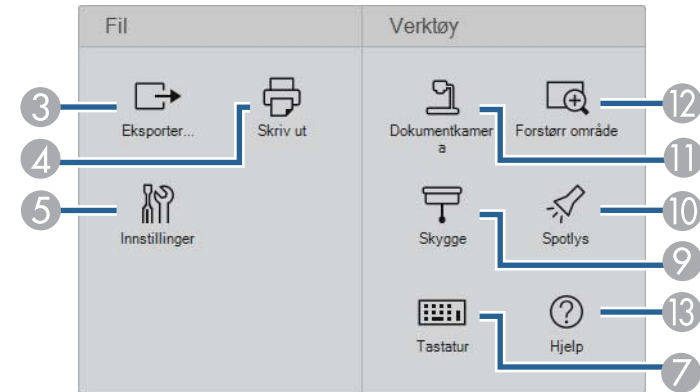 Fil
Verktøy
3
Eksporter...
Skriv ut
Dokumentkamer
a
Forstørr område
12
4
11
5
Innstillinger
Skygge
Spotlys
10
9
Tastatur
Hjelp
13
7